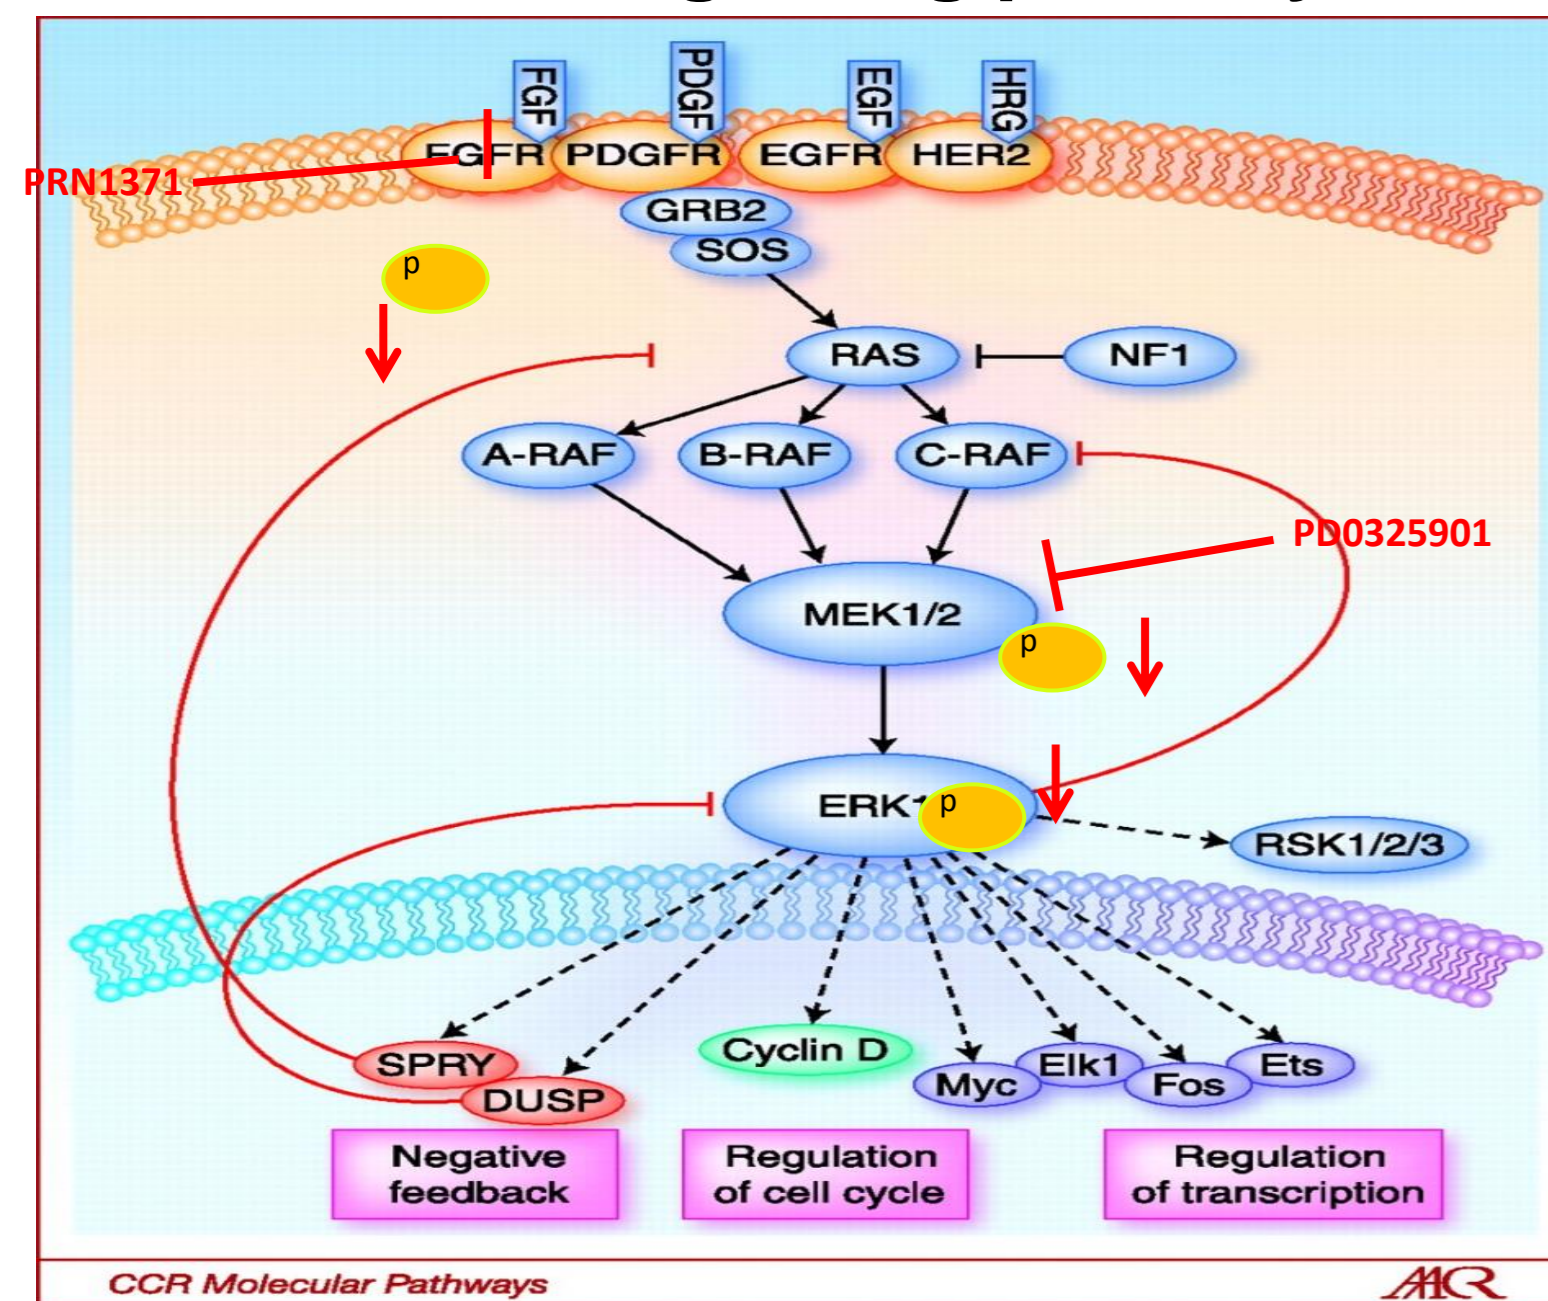 FGF
PDGF
EGF
HRG
FGFR
PDGFR
EGFR
HER2
PRN1371
GRB2
SOS
p
RAS
NF1
A-RAF
B-RAF
C-RAF
PD0325901
MEK1/2
p
ERK1
p
RSK1/2/3
SPRY
DUSP
Cyclin D
Myc
Elk1
Fos
Ets
Negative
feedback
Regulation
of cell cycle
Regulation
of transcription
CCR Molecular Pathways
AACR